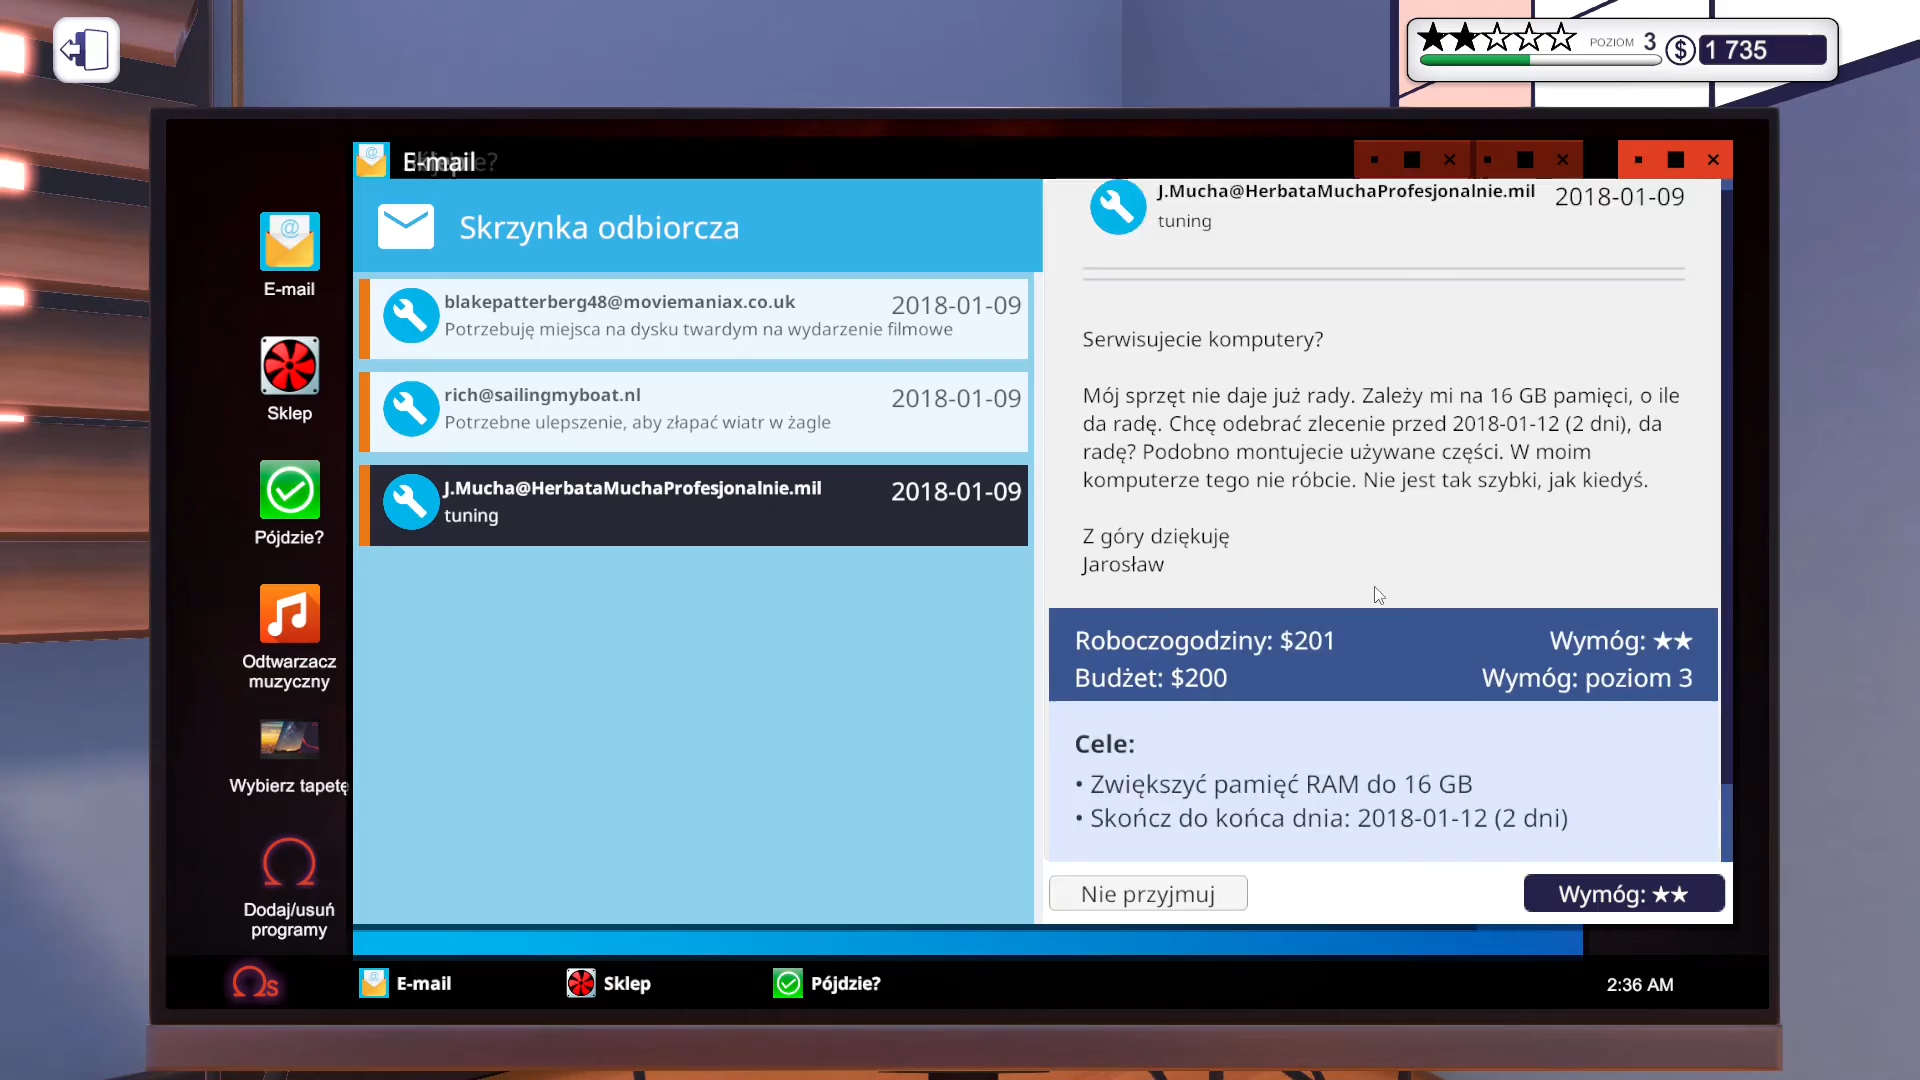 POZIOM 3
1 735
E-mail
Skrzynka odbiorcza
blakepatterberg48@moviemaniax.co.uk
2018-01-09
Potrzebuję miejsca na dysku twardym na wydarzenie filmowe
rich@sailingmyboat.nl
2018-01-09
Potrzebne ulepszenie, aby złapać wiatr w żagle
J.Mucha@HerbataMuchaProfesjonalnie.mil
2018-01-09
tuning
J.Mucha@HerbataMuchaProfesjonalnie.mil
2018-01-09
tuning
Serwisujecie komputery?
Mój sprzęt nie daje już rady. Zależy mi na 16 GB pamięci, o ile
da radę. Chcę odebrać zlecenie przed 2018-01-12 (2 dni), da
radę? Podobno montujecie używane części. W moim
komputerze tego nie róbcie. Nie jest tak szybki, jak kiedyś.
Z góry dziękuję
Jarosław
Roboczogodziny: $201
Wymóg: ★★
Budżet: $200
Wymóg: poziom 3
Cele:
• Zwiększyć pamięć RAM do 16 GB
• Skończ do końca dnia: 2018-01-12 (2 dni)
Nie przyjmuj
Wymóg: ★★
E-mail
Sklep
Pójdzie?
Odtwarzacz
muzyczny
Wybierz tapetę
Dodaj/usuń
programy
Ωs
E-mail
Sklep
Pójdzie?
2:36 AM